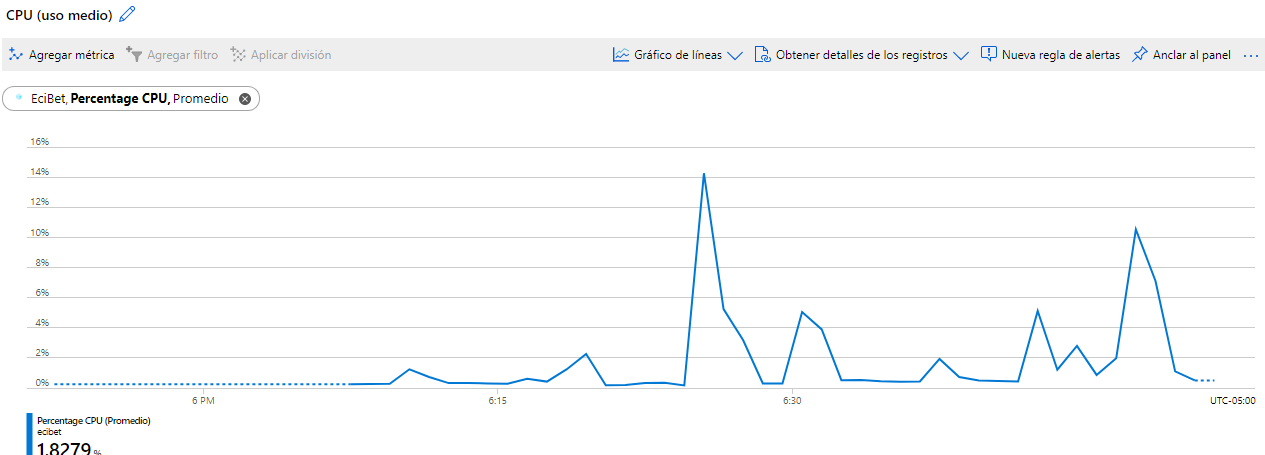 CPU (uso medio)
Agregar métrica Agregar filtro Aplicar división Gráfico de líneas Obtener detalles de los registros Nueva regla de alertas Anclar al panel ...
EciBet, Percentage CPU, Promedio
16%
14%
12%
10%
8%
6%
4%
2%
0%
6 PM 6:15 6:30 UTC-05:00
Percentage CPU (Promedio)
ecibet
1.8279 %